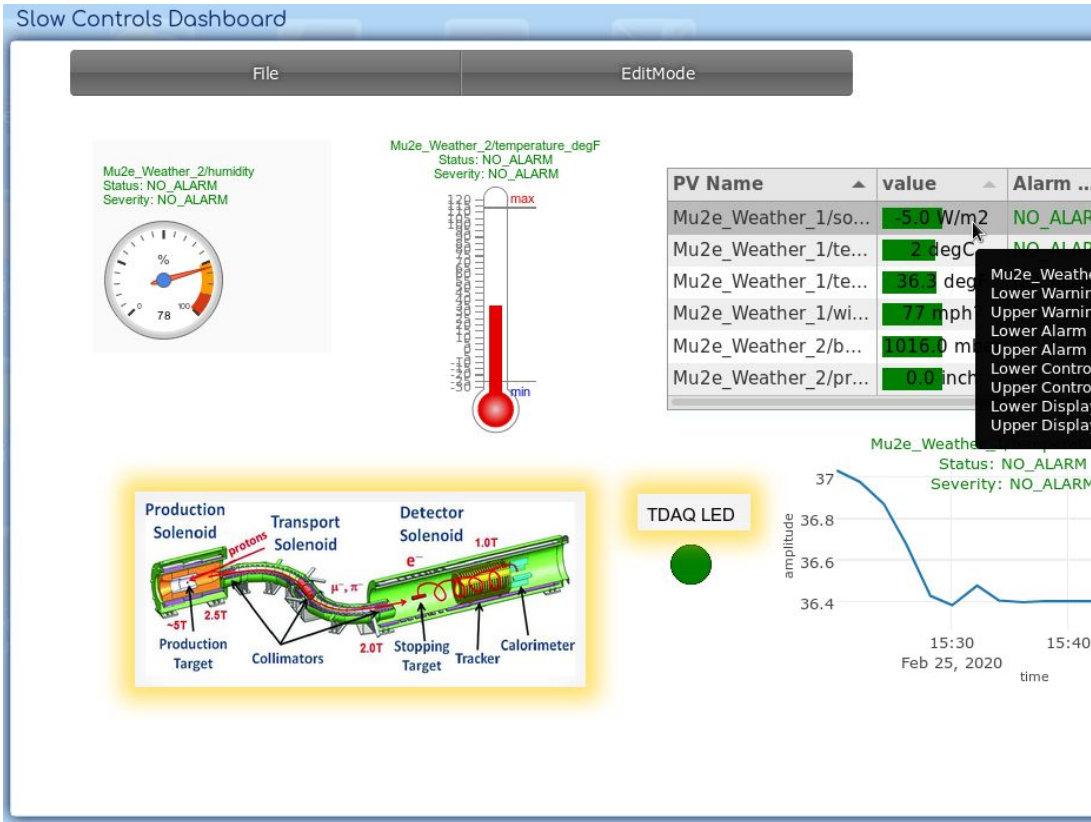 Slow Controls Dashboard
File
EditMode
Mu2e_Weather_2/humidity
Status: NO_ALARM
Severity: NO_ALARM
%
0
100
78
Mu2e_Weather_2/temperature_degF
Status: NO_ALARM
Severity: NO_ALARM
120
max
min
PV Name
value
Alarm ...
Mu2e_Weather_1/so...
-5.0 W/m2
NO_ALAR
Mu2e_Weather_1/te...
2 degC
NO_ALAR
Mu2e_Weather_1/te...
36.3 deg
Mu2e_Weather_1/wi...
77 mph
Mu2e_Weather_2/b...
1016.0 m
Mu2e_Weather_2/pr...
0.0 inch
Mu2e_Weathe
Lower Warnin
Upper Warnin
Lower Alarm
Upper Alarm
Lower Contro
Upper Contro
Lower Displa
Upper Displa
Production
Solenoid
Transport
Solenoid
Detector
Solenoid
1.0T
protons
e⁻
μ⁻, π⁻
~5T
2.5T
2.0T
Production
Target
Collimators
Stopping
Target
Tracker
Calorimeter
TDAQ LED
Mu2e_Weathe
Status: NO_ALARM
Severity: NO_ALARM
37
36.8
36.6
36.4
amplitude
15:30
15:40
Feb 25, 2020
time